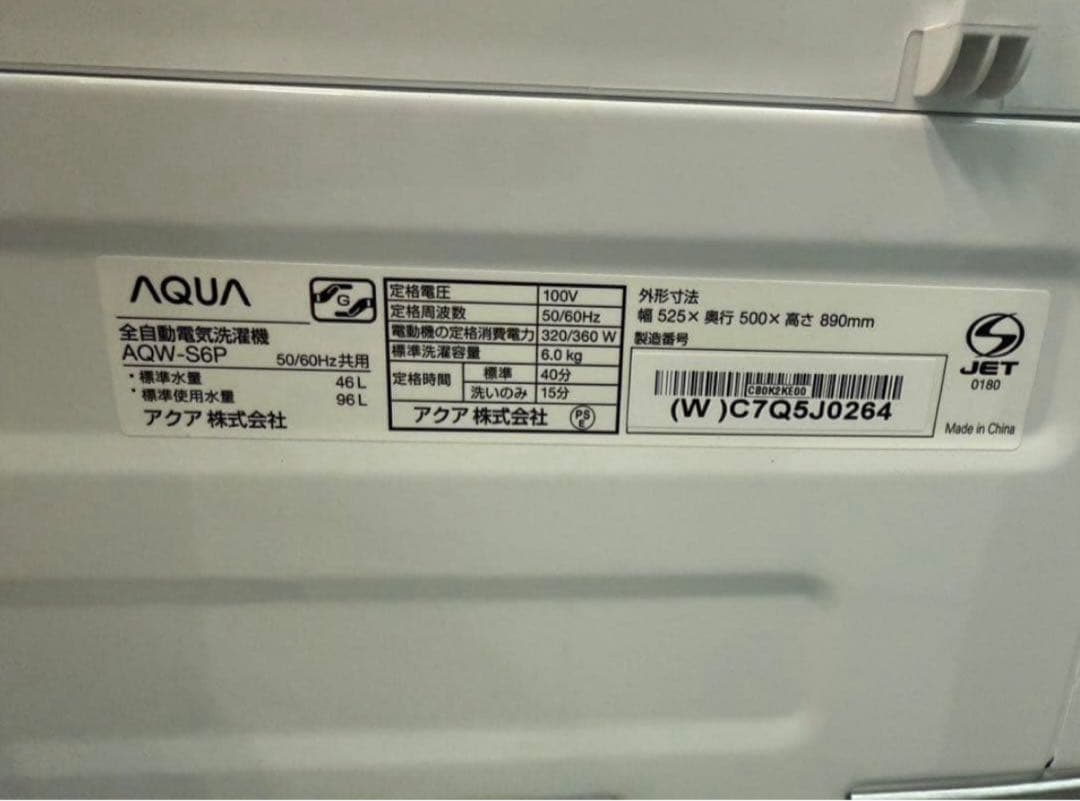 AQUA
G
全自動電気洗濯機
AQW-S6P 50/60Hz共用
・標準水量 46L
・標準使用水量 96L
アクア 株式会社
定格電圧 100V
定格周波数 50/60Hz
電動機の定格消費電力 320/360 W
標準洗濯容量 6.0 kg
定格時間 標準 40分
洗いのみ 15分
アクア 株式会社 PS E
外形寸法
幅 525× 奥行 500× 高さ 890mm
製造番号
CB0K2KE00
(W )C7Q5J0264
JET
0180
Made in China